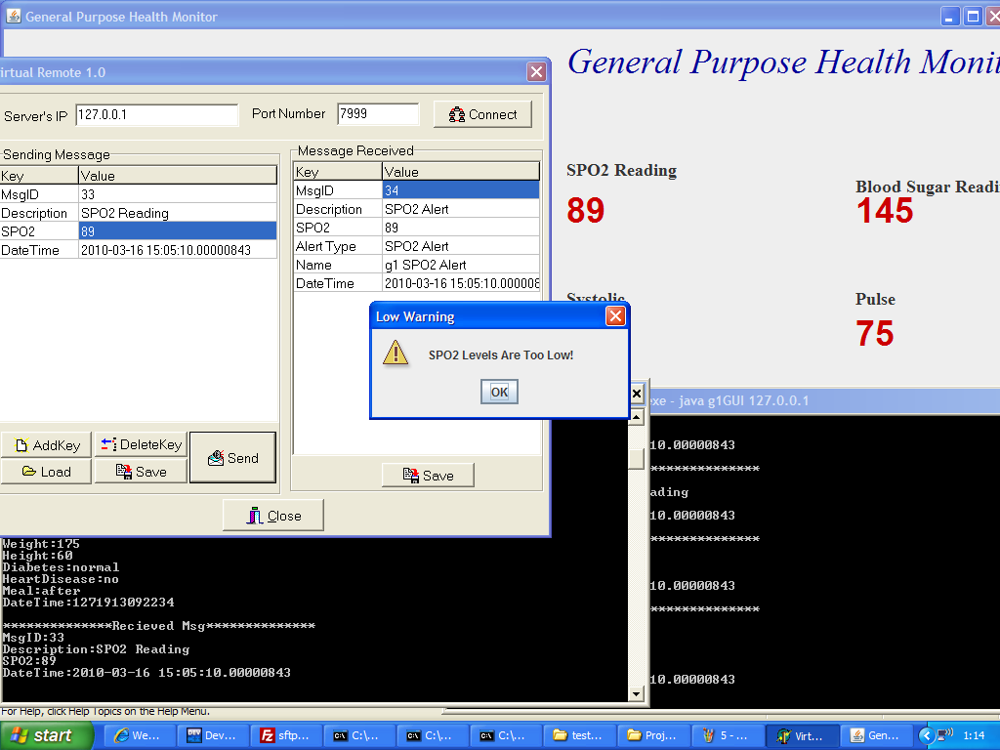 General Purpose Health Monitor
General Purpose Health Monit
irtual Remote 1.0
Server's IP 127.0.0.1 Port Number 7999 Connect
Sending Message
Key Value
MsgID 33
Description SPO2 Reading
SPO2 89
DateTime 2010-03-16 15:05:10.00000843
Message Received
Key Value
MsgID 34
Description SPO2 Alert
SPO2 89
Alert Type SPO2 Alert
Name g1 SPO2 Alert
DateTime 2010-03-16 15:05:10.000008
AddKey DeleteKey Send
Load Save
Save
Close
SPO2 Reading
89
Blood Sugar Readi
145
Systolic
Pulse
75
Low Warning
SPO2 Levels Are Too Low!
OK
exe - java g1GUI 127.0.0.1
10.00000843
**************
ading
10.00000843
**************
10.00000843
**************
10.00000843
Weight:175
Height:60
Diabetes:normal
HeartDisease:no
Meal:after
DateTime:1271913092234
**************Recieved Msg**************
MsgID:33
Description:SPO2 Reading
SPO2:89
DateTime:2010-03-16 15:05:10.00000843
For Help, click Help Topics on the Help Menu.
start We... Dev... sftp... C:\... C:\... C:\... test... Proj... 5 - ... Virt... Gen... 1:14